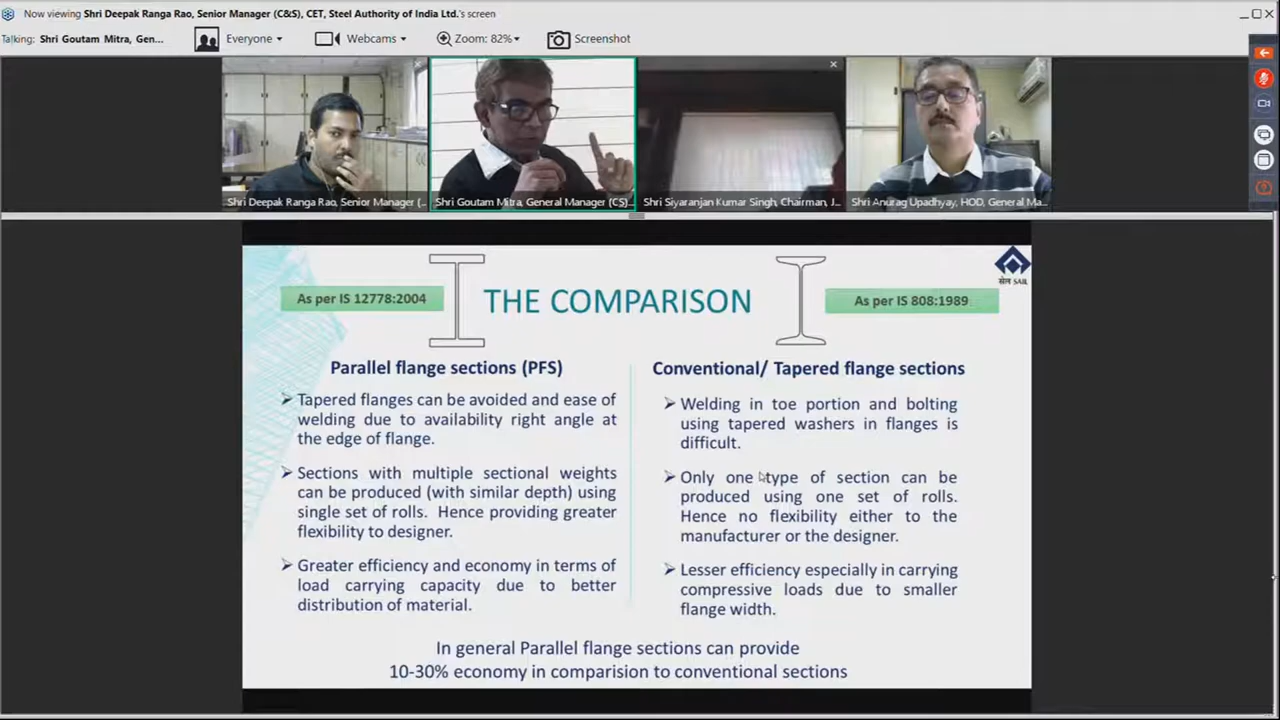 Now viewing Shri Deepak Ranga Rao, Senior Manager (C&S), CET, Steel Authority of India Ltd.'s screen
Talking: Shri Goutam Mitra, Gen...
Everyone
Webcams
Zoom: 82%
Screenshot
Shri Deepak Ranga Rao, Senior Manager (...
Shri Goutam Mitra, General Manager (CS)
Shri Siyaranjan Kumar Singh, Chairman, J...
Shri Anurag Upadhyay, HOD, General Ma...
As per IS 12778:2004
THE COMPARISON
As per IS 808:1989
सेल SAIL
Parallel flange sections (PFS)
Tapered flanges can be avoided and ease of
welding due to availability right angle at
the edge of flange.
Sections with multiple sectional weights
can be produced (with similar depth) using
single set of rolls. Hence providing greater
flexibility to designer.
Greater efficiency and economy in terms of
load carrying capacity due to better
distribution of material.
Conventional/ Tapered flange sections
Welding in toe portion and bolting
using tapered washers in flanges is
difficult.
Only one type of section can be
produced using one set of rolls.
Hence no flexibility either to the
manufacturer or the designer.
Lesser efficiency especially in carrying
compressive loads due to smaller
flange width.
In general Parallel flange sections can provide
10-30% economy in comparision to conventional sections